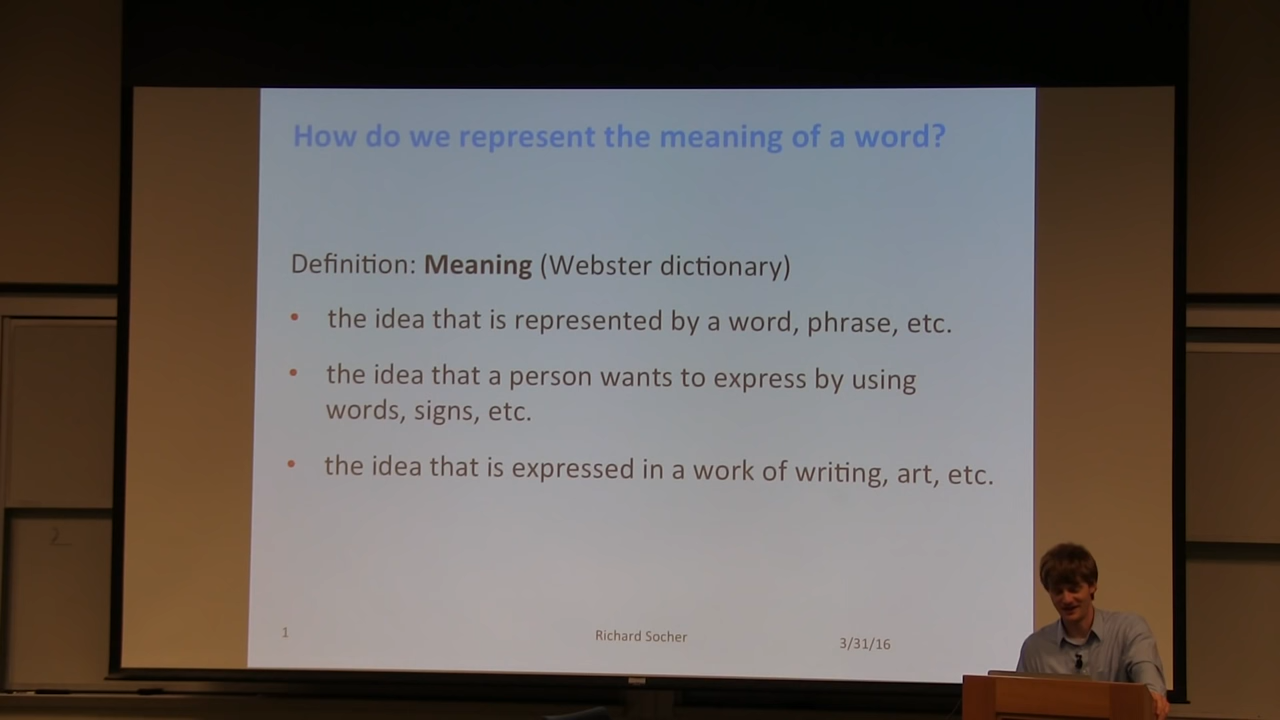 How do we represent the meaning of a word?
Definition: Meaning (Webster dictionary)
• the idea that is represented by a word, phrase, etc.
• the idea that a person wants to express by using
words, signs, etc.
• the idea that is expressed in a work of writing, art, etc.
1
Richard Socher
3/31/16